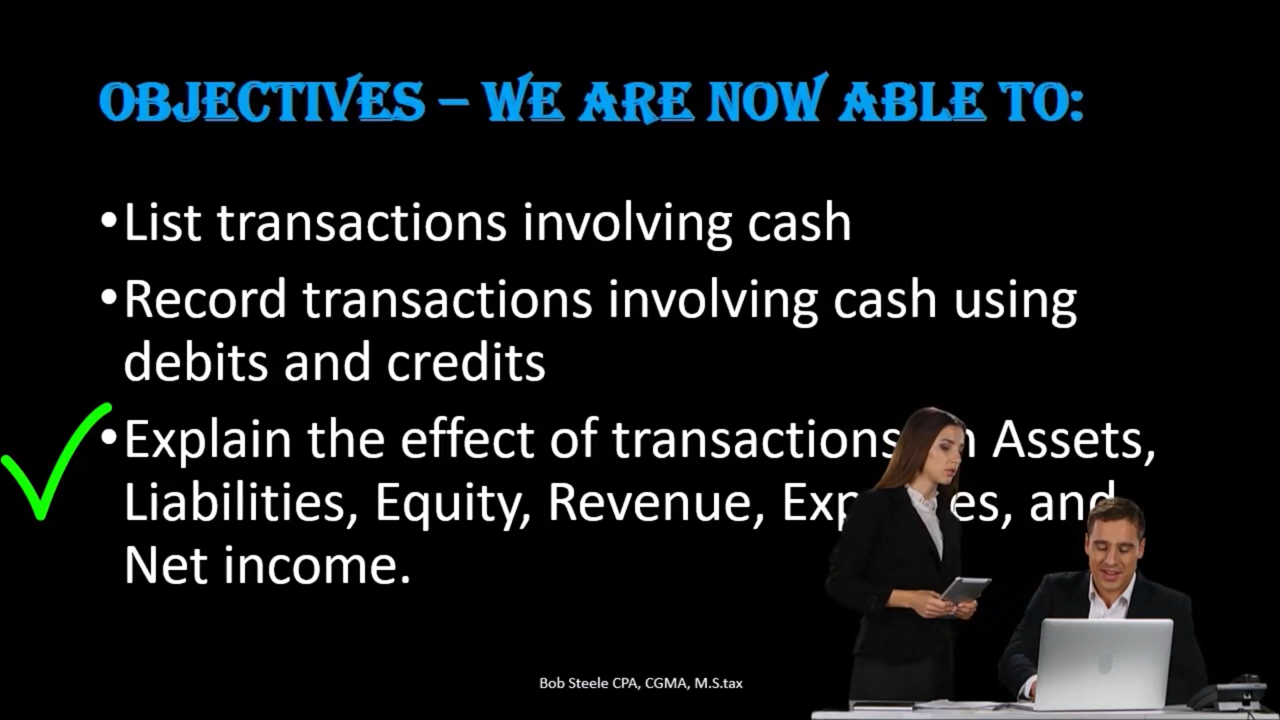 OBJECTIVES – WE ARE NOW ABLE TO:
•List transactions involving cash
•Record transactions involving cash using
debits and credits
•Explain the effect of transactions Assets,
Liabilities, Equity, Revenue, and
Net income.
Bob Steele CPA, CGMA, M.S.tax